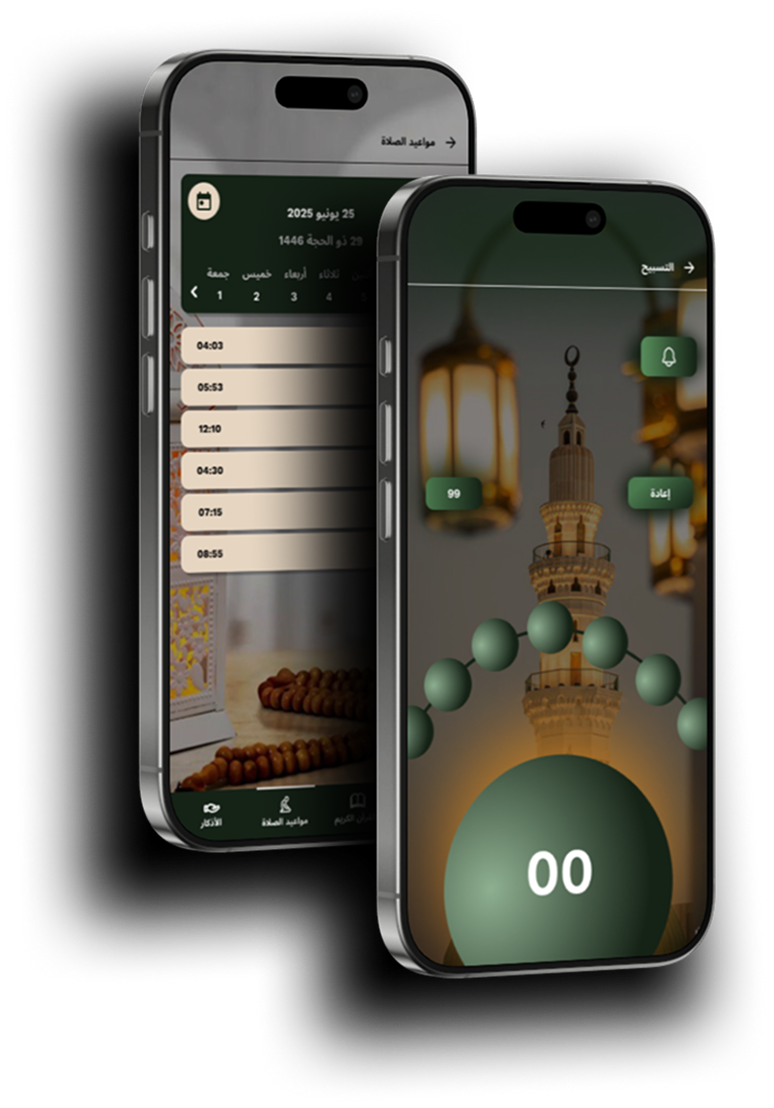 مواعيد الصلاة
25 يونيو 2025
29 ذو الحجة 1446
ثلاثاء أربعاء خميس جمعة
4 3 2 1
04:03
05:53
12:10
04:30
07:15
08:55
القرآن الكريم مواعيد الصلاة الأذكار
التسبيح
99
إعادة
00